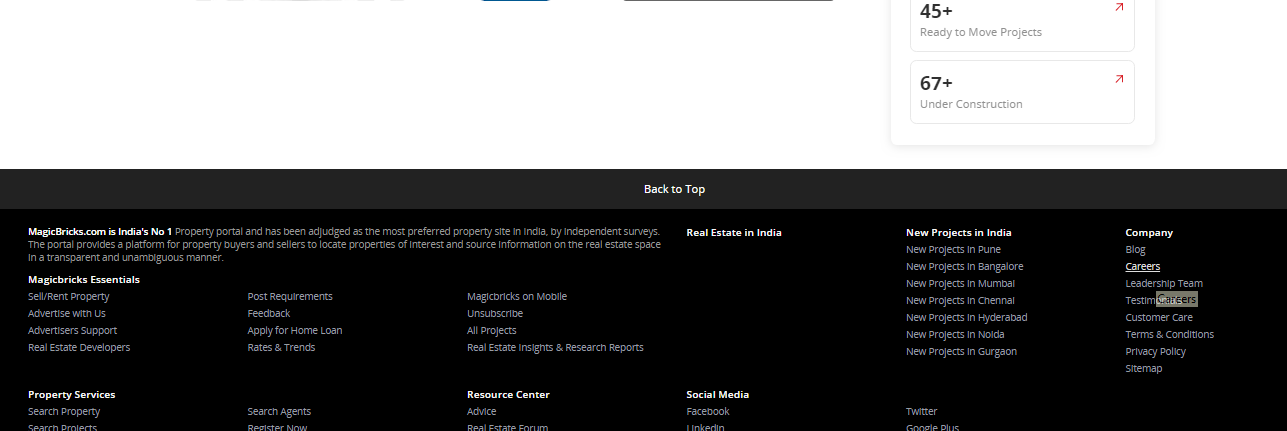 45+
Ready to Move Projects
67+
Under Construction
Back to Top
MagicBricks.com is India's No 1 Property portal and has been adjudged as the most preferred property site in India, by independent surveys.
The portal provides a platform for property buyers and sellers to locate properties of interest and source information on the real estate space
in a transparent and unambiguous manner.
Magicbricks Essentials
Sell/Rent Property
Advertise with Us
Advertisers Support
Real Estate Developers
Post Requirements
Feedback
Apply for Home Loan
Rates & Trends
Magicbricks on Mobile
Unsubscribe
All Projects
Real Estate Insights & Research Reports
Real Estate in India
New Projects in India
New Projects in Pune
New Projects in Bangalore
New Projects in Mumbai
New Projects in Chennai
New Projects in Hyderabad
New Projects in Noida
New Projects in Gurgaon
Company
Blog
Careers
Leadership Team
Careers
Customer Care
Terms & Conditions
Privacy Policy
Sitemap
Property Services
Search Property
Search Projects
Search Agents
Register Now
Resource Center
Advice
Real Estate Forum
Social Media
Facebook
Linkedin
Twitter
Google Plus